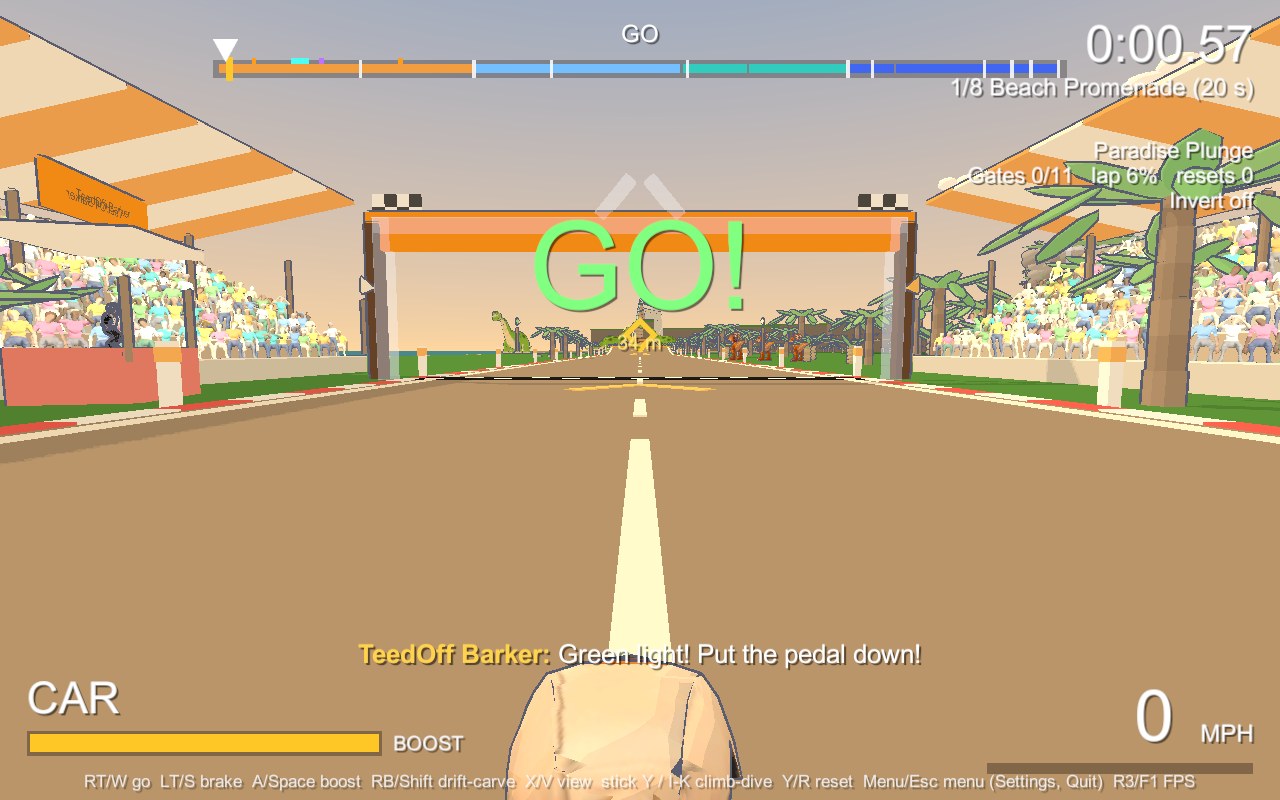 GO
0:00.57
1/8 Beach Promenade (20 s)
Paradise Plunge
Gates 0/11 lap 6% resets 0
Invert off
GO!
34 m
TeedOff Barker: Green light! Put the pedal down!
CAR
BOOST
0 MPH
RT/W go LT/S brake A/Space boost RB/Shift drift-carve X/V view stick Y / I-K climb-dive Y/R reset Menu/Esc menu (Settings, Quit) R3/F1 FPS